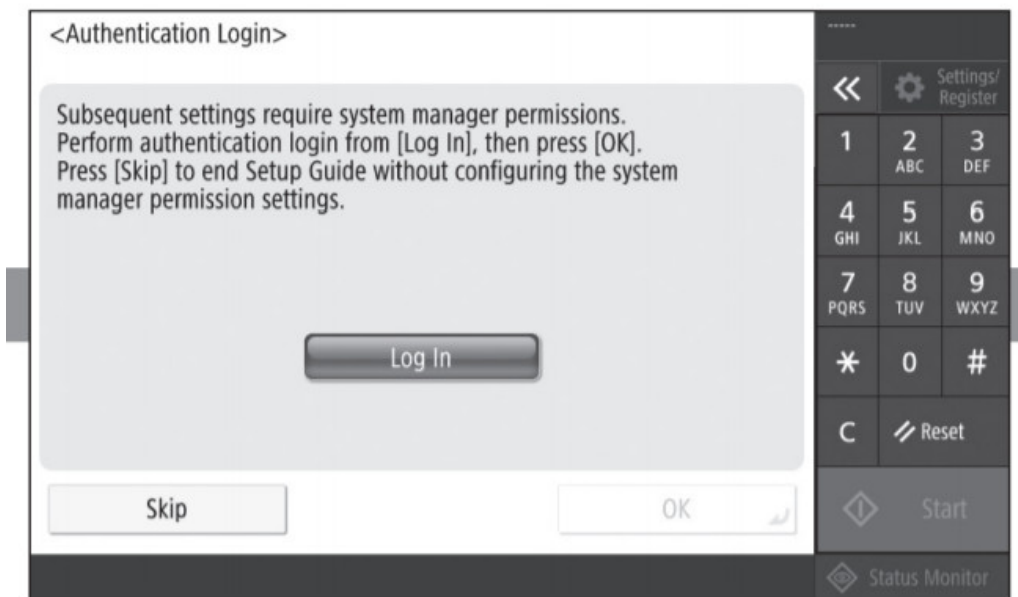 <Authentication Login>
Subsequent settings require system manager permissions.
Perform authentication login from [Log In], then press [OK].
Press [Skip] to end Setup Guide without configuring the system
manager permission settings.
Log In
Skip
OK
-----
Settings/
Register
1
2
ABC
3
DEF
4
GHI
5
JKL
6
MNO
7
PQRS
8
TUV
9
WXYZ
*
0
#
C
Reset
Start
Status Monitor